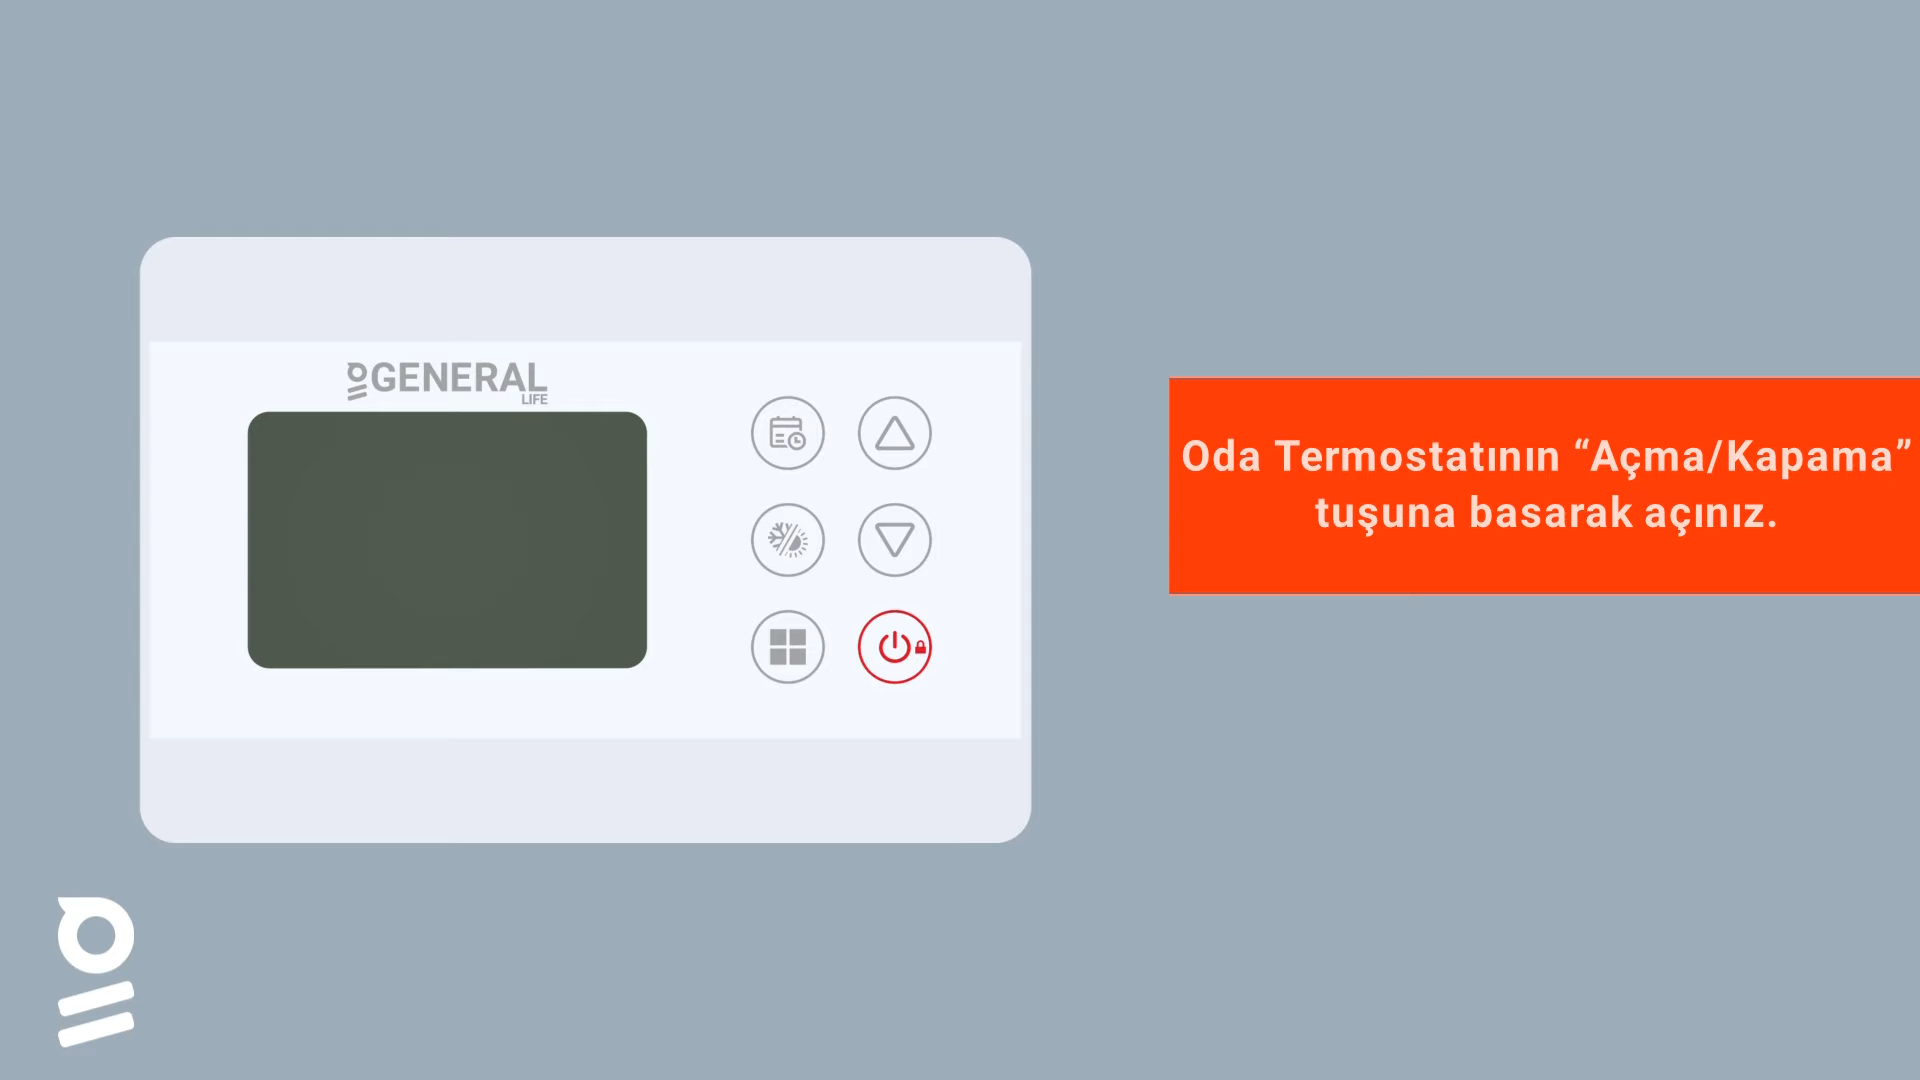 GENERAL
LIFE
Oda Termostatının “Açma/Kapama”
tuşuna basarak açınız.